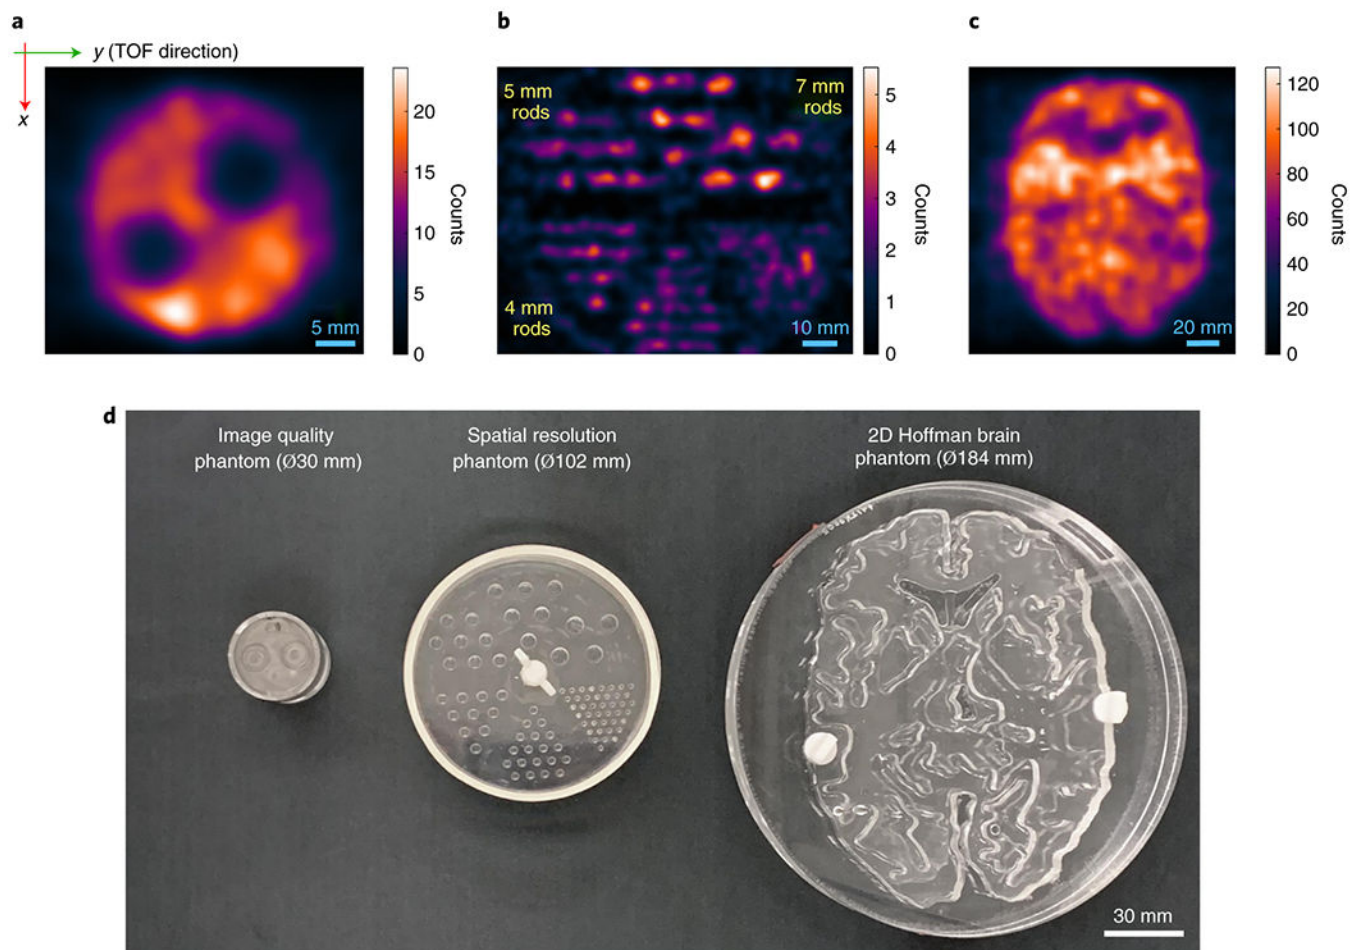 a
y (TOF direction)
x
20
15
10
5
0
Counts
5 mm
b
5 mm
rods
7 mm
rods
4 mm
rods
10 mm
5
4
3
2
1
0
Counts
c
20 mm
120
100
80
60
40
20
0
Counts
d
Image quality
phantom (Ø30 mm)
Spatial resolution
phantom (Ø102 mm)
2D Hoffman brain
phantom (Ø184 mm)
30 mm